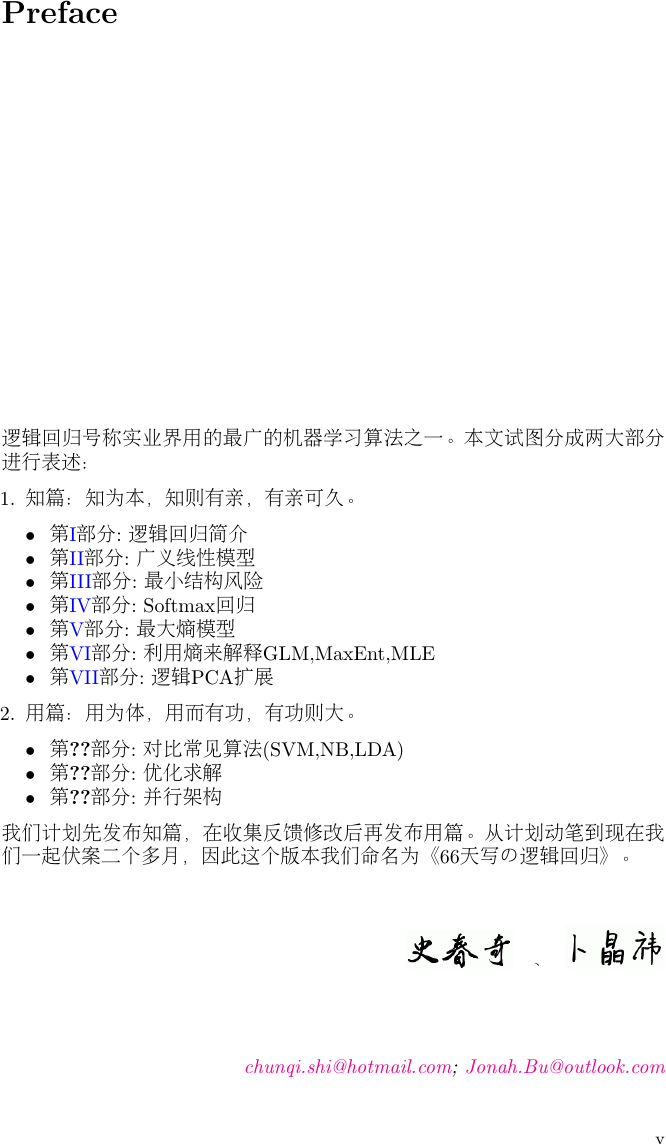 Preface
逻辑回归号称实业界用的最广的机器学习算法之一。本文试图分成两大部分
进行表述:
1. 知篇：知为本，知则有亲，有亲可久。
• 第I部分: 逻辑回归简介
• 第II部分: 广义线性模型
• 第III部分: 最小结构风险
• 第IV部分: Softmax回归
• 第V部分: 最大熵模型
• 第VI部分: 利用熵来解释GLM,MaxEnt,MLE
• 第VII部分: 逻辑PCA扩展
2. 用篇：用为体，用而有功，有功则大。
• 第??部分: 对比常见算法(SVM,NB,LDA)
• 第??部分: 优化求解
• 第??部分: 并行架构
我们计划先发布知篇，在收集反馈修改后再发布用篇。从计划动笔到现在我
们一起伏案二个多月，因此这个版本我们命名为《66天写の逻辑回归》。
史春奇、卜晶祎
chunqi.shi@hotmail.com; Jonah.Bu@outlook.com
v